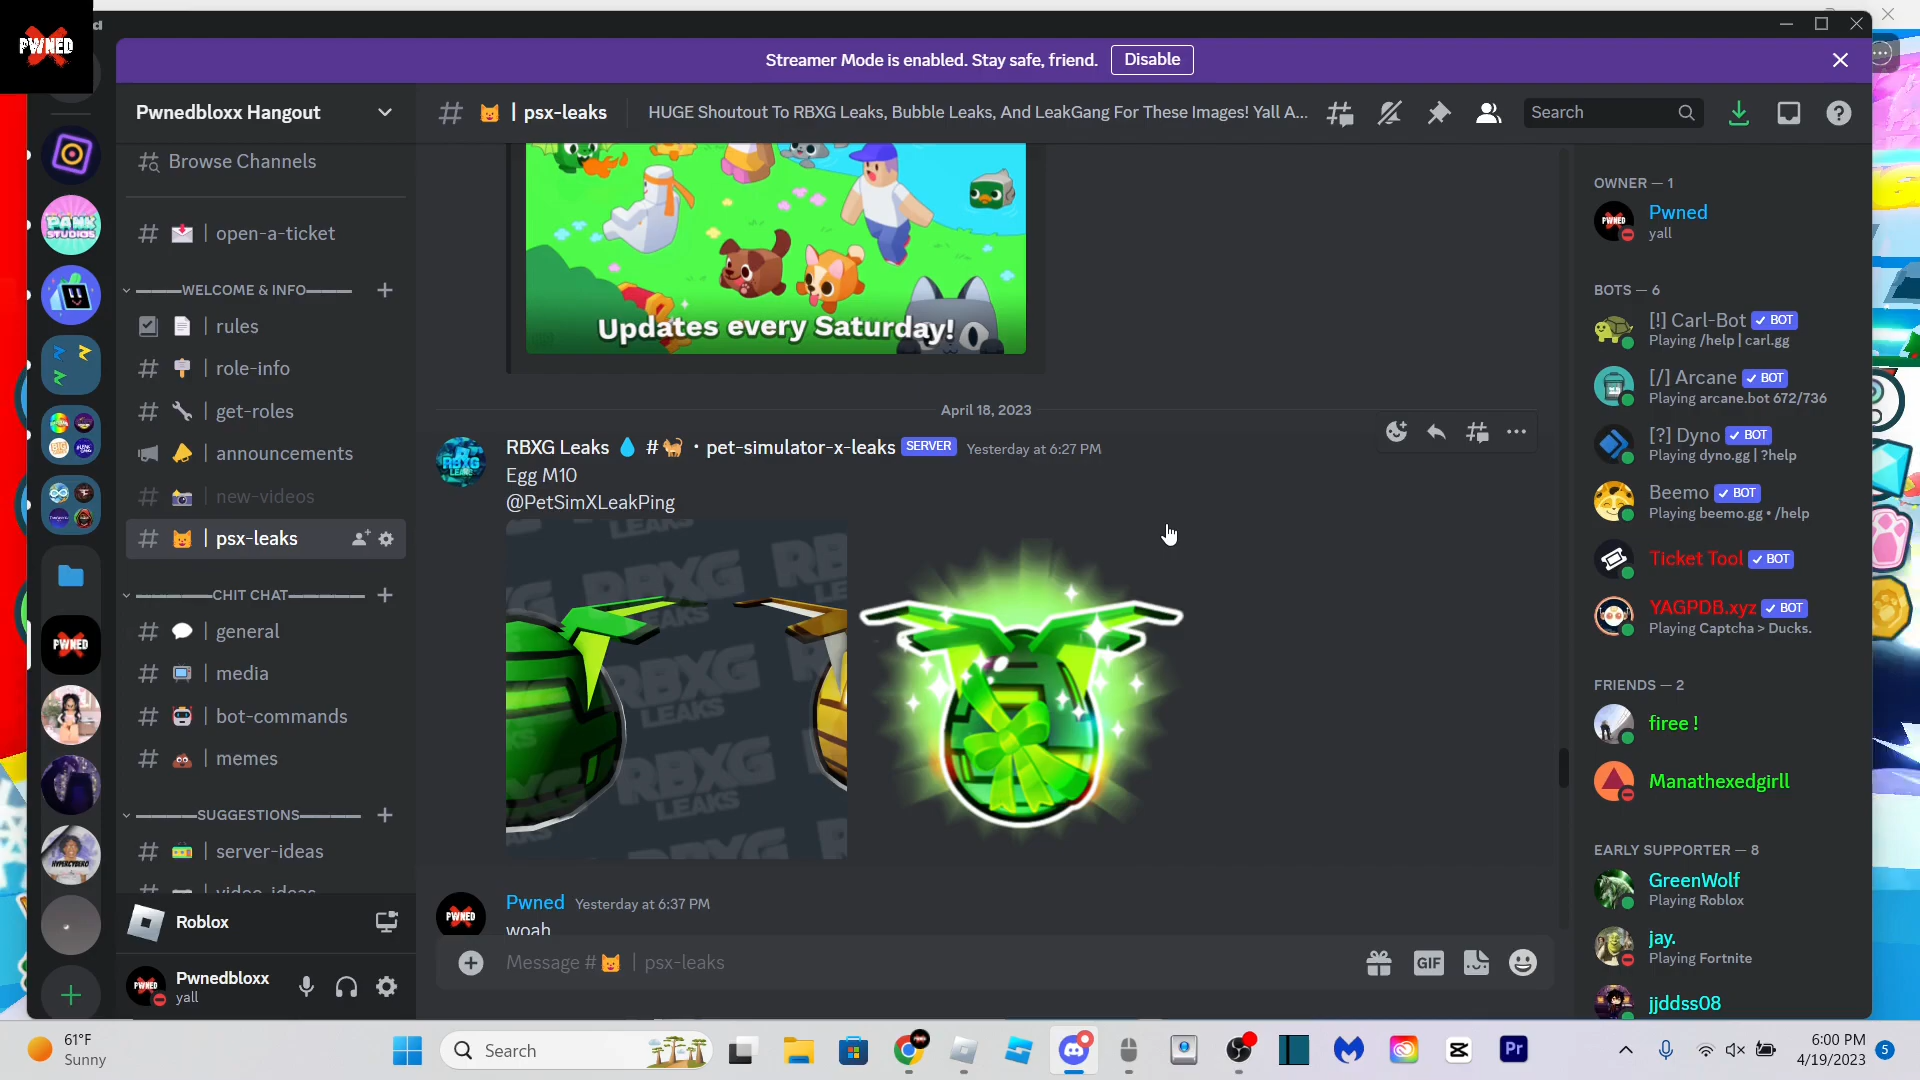 PWNED
Streamer Mode is enabled. Stay safe, friend.
Disable
Pwnedbloxx Hangout
# | psx-leaks
HUGE Shoutout To RBXG Leaks, Bubble Leaks, And LeakGang For These Images! Yall A...
Search
Browse Channels
# | open-a-ticket
WELCOME & INFO
| rules
# | role-info
# | get-roles
| announcements
# | new-videos
# | psx-leaks
CHIT CHAT
# | general
# | media
# | bot-commands
# | memes
SUGGESTIONS
# | server-ideas
# | video-ideas
Roblox
Pwnedbloxx
yall
PANK
STUDIOS
PWNED
HYPERCYBERO
Updates every Saturday!
April 18, 2023
RBXG Leaks 💧 #🐈 • pet-simulator-x-leaks SERVER Yesterday at 6:27 PM
Egg M10
@PetSimXLeakPing
RBXG
LEAKS
Pwned Yesterday at 6:37 PM
woah
Message # | psx-leaks
GIF
OWNER — 1
Pwned
yall
BOTS — 6
[!] Carl-Bot ✓ BOT
Playing /help | carl.gg
[/] Arcane ✓ BOT
Playing arcane.bot 672/736
[?] Dyno ✓ BOT
Playing dyno.gg | ?help
Beemo ✓ BOT
Playing beemo.gg • /help
Ticket Tool ✓ BOT
YAGPDB.xyz ✓ BOT
Playing Captcha > Ducks.
FRIENDS — 2
firee !
Manathexedgirll
EARLY SUPPORTER — 8
GreenWolf
Playing Roblox
jay.
Playing Fortnite
jjddss08
61°F
Sunny
Search
Pr
6:00 PM
4/19/2023
5